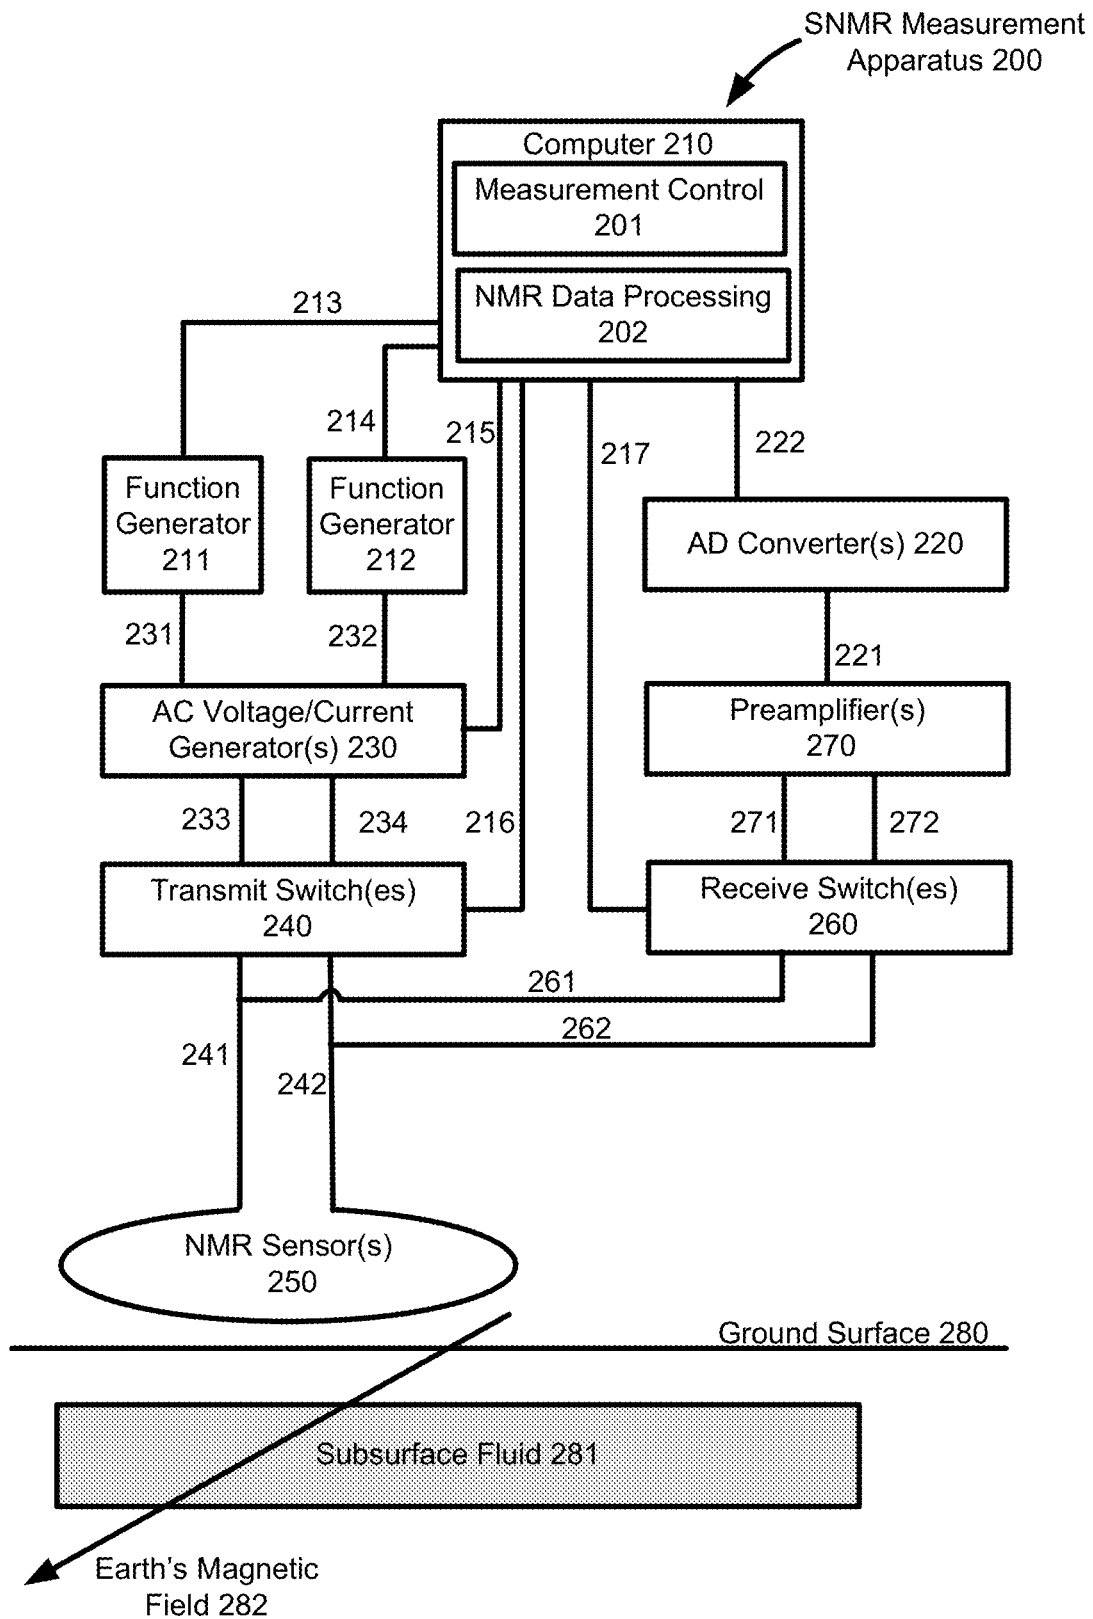 SNMR Measurement
Apparatus 200
Computer 210
Measurement Control
201
NMR Data Processing
202
213
214
215
217
222
Function
Generator
211
Function
Generator
212
AD Converter(s) 220
231
232
221
AC Voltage/Current
Generator(s) 230
Preamplifier(s)
270
233
234
216
271
272
Transmit Switch(es)
240
Receive Switch(es)
260
261
262
241
242
NMR Sensor(s)
250
Ground Surface 280
Subsurface Fluid 281
Earth's Magnetic
Field 282